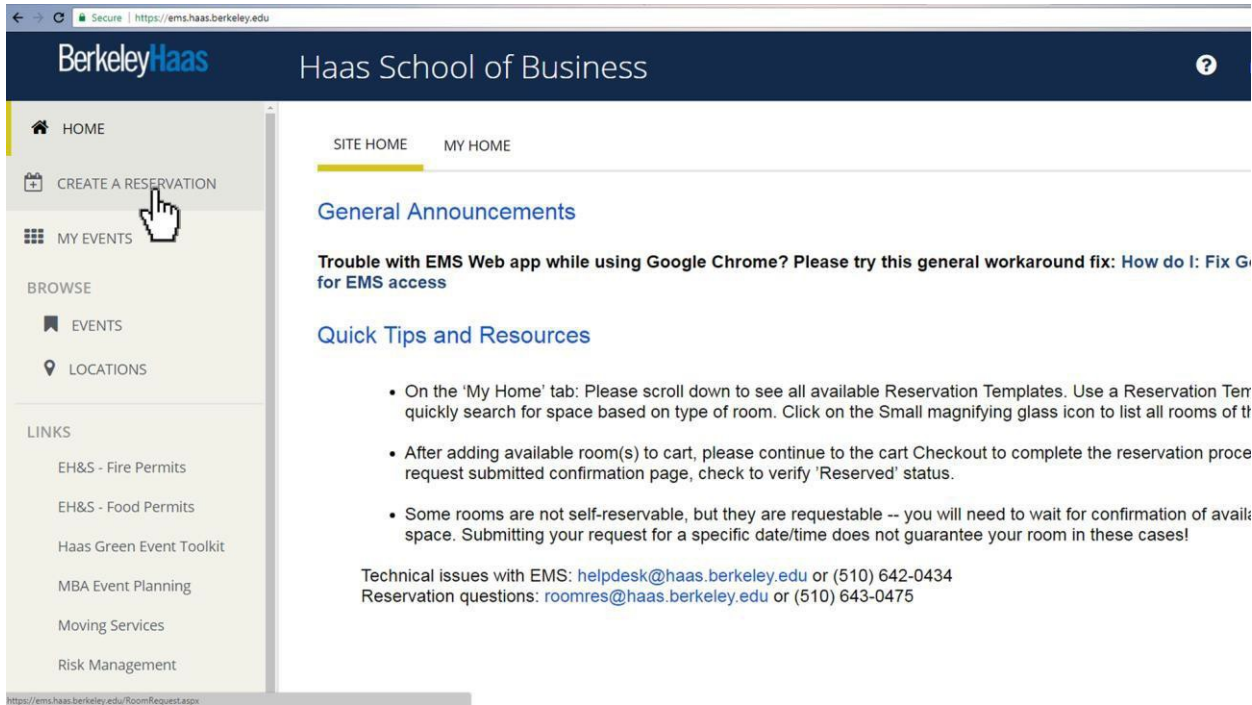 Secure | https://ems.haas.berkeley.edu
BerkeleyHaas
Haas School of Business
?
HOME
CREATE A RESERVATION
MY EVENTS
BROWSE
EVENTS
LOCATIONS
LINKS
EH&S - Fire Permits
EH&S - Food Permits
Haas Green Event Toolkit
MBA Event Planning
Moving Services
Risk Management
SITE HOME MY HOME
General Announcements
Trouble with EMS Web app while using Google Chrome? Please try this general workaround fix: How do I: Fix
for EMS access
Quick Tips and Resources
• On the 'My Home' tab: Please scroll down to see all available Reservation Templates. Use a Reservation
quickly search for space based on type of room. Click on the Small magnifying glass icon to list all rooms of
• After adding available room(s) to cart, please continue to the cart Checkout to complete the reservation
request submitted confirmation page, check to verify 'Reserved' status.
• Some rooms are not self-reservable, but they are requestable -- you will need to wait for confirmation of
space. Submitting your request for a specific date/time does not guarantee your room in these cases!
Technical issues with EMS: helpdesk@haas.berkeley.edu or (510) 642-0434
Reservation questions: roomres@haas.berkeley.edu or (510) 643-0475
https://ems.haas.berkeley.edu/RoomRequest.aspx